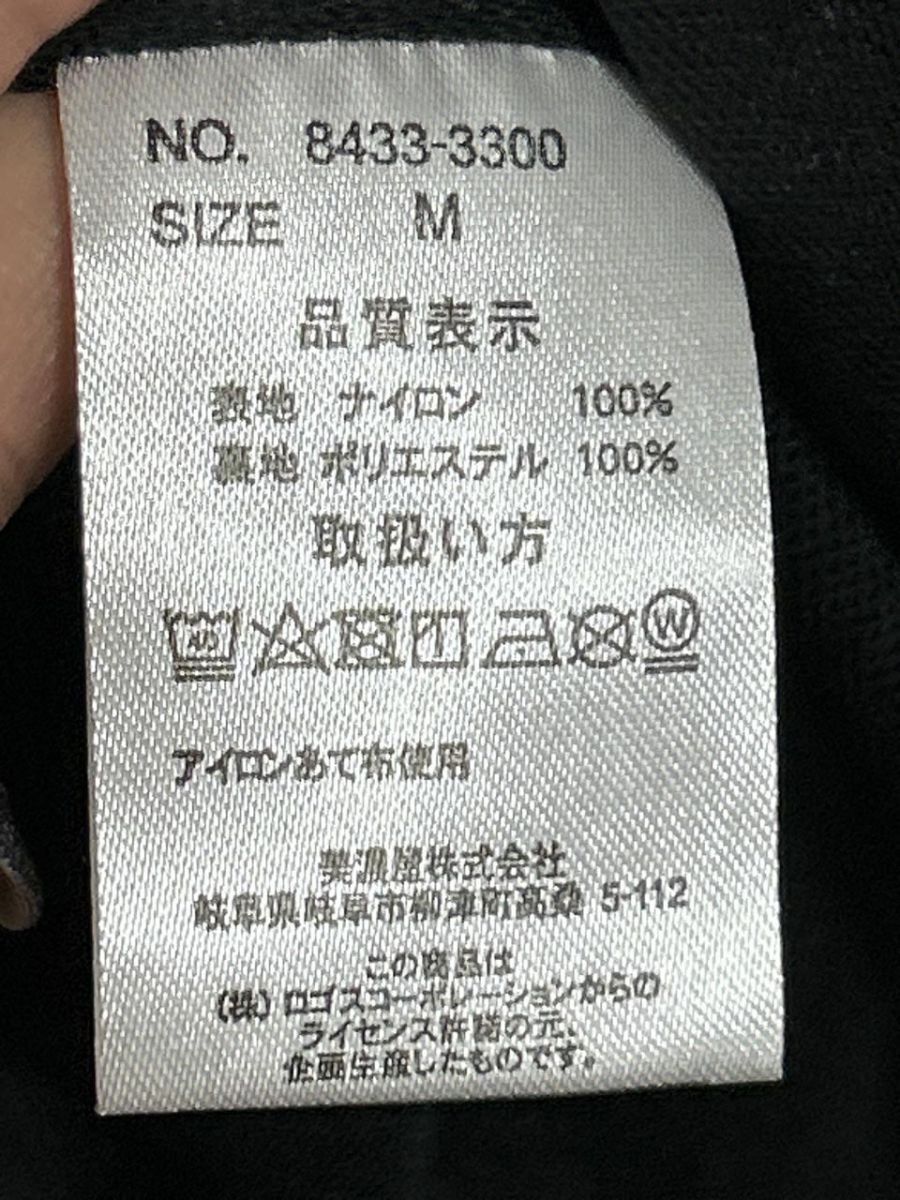 NO. 8433-3300
SIZE M
品質表示
表地 ナイロン 100%
裏地 ポリエステル 100%
取扱い方
W
アイロンあて布使用
美濃屋株式会社
岐阜県岐阜市柳津町高桑 5-112
この商品は
(株) ロゴスコーポレーションからの
ライセンス許諾の元、
企画生産したものです。